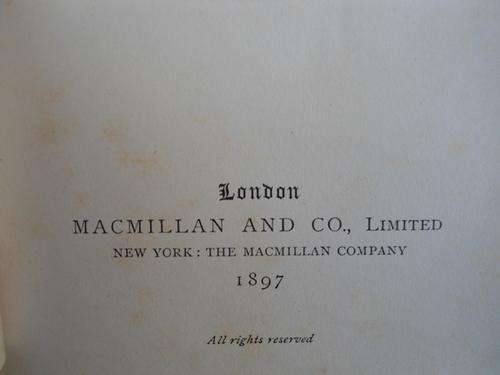 London
MACMILLAN AND CO., LIMITED
NEW YORK: THE MACMILLAN COMPANY
1897
All rights reserved